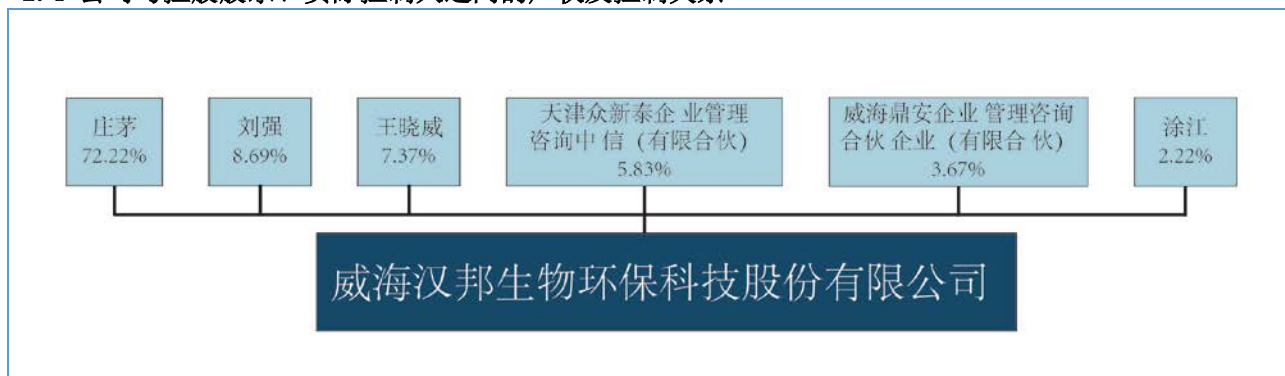 庄茅
72.22%
刘强
8.69%
王晓威
7.37%
天津众新泰企 业管理
咨询中 信（有限合伙）
5.83%
威海鼎安企业 管理咨询
合伙 企业（有限合 伙）
3.67%
涂江
2.22%
威海汉邦生物环保科技股份有限公司